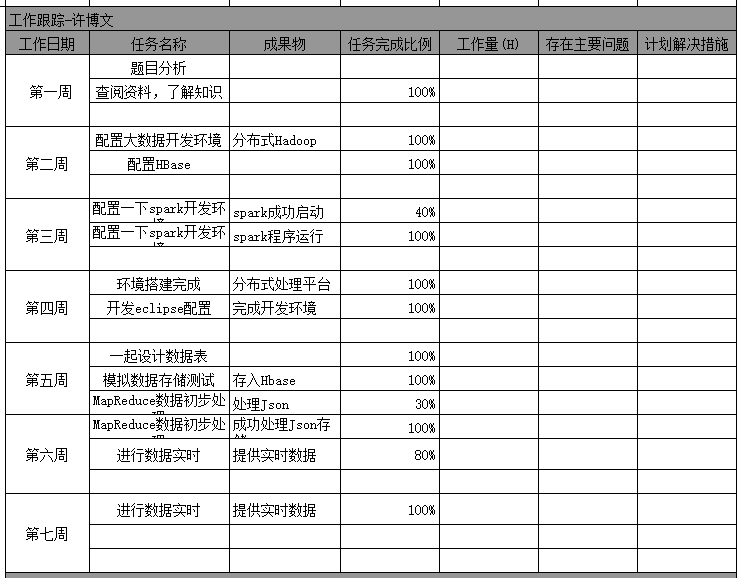 工作跟踪-许博文
工作日期 任务名称 成果物 任务完成比例 工作量(H) 存在主要问题 计划解决措施
题目分析
第一周 查阅资料，了解知识 100%
配置大数据开发环境 分布式Hadoop 100%
第二周 配置HBase 100%
配置一下spark开发环 spark成功启动 40%
第三周 配置一下spark开发环 spark程序运行 100%
环境搭建完成 分布式处理平台 100%
第四周 开发eclipse配置 完成开发环境 100%
一起设计数据表 100%
第五周 模拟数据存储测试 存入Hbase 100%
MapReduce数据初步处 处理Json 30%
MapReduce数据初步处 成功处理Json存 100%
第六周 进行数据实时 提供实时数据 80%
进行数据实时 提供实时数据 100%
第七周